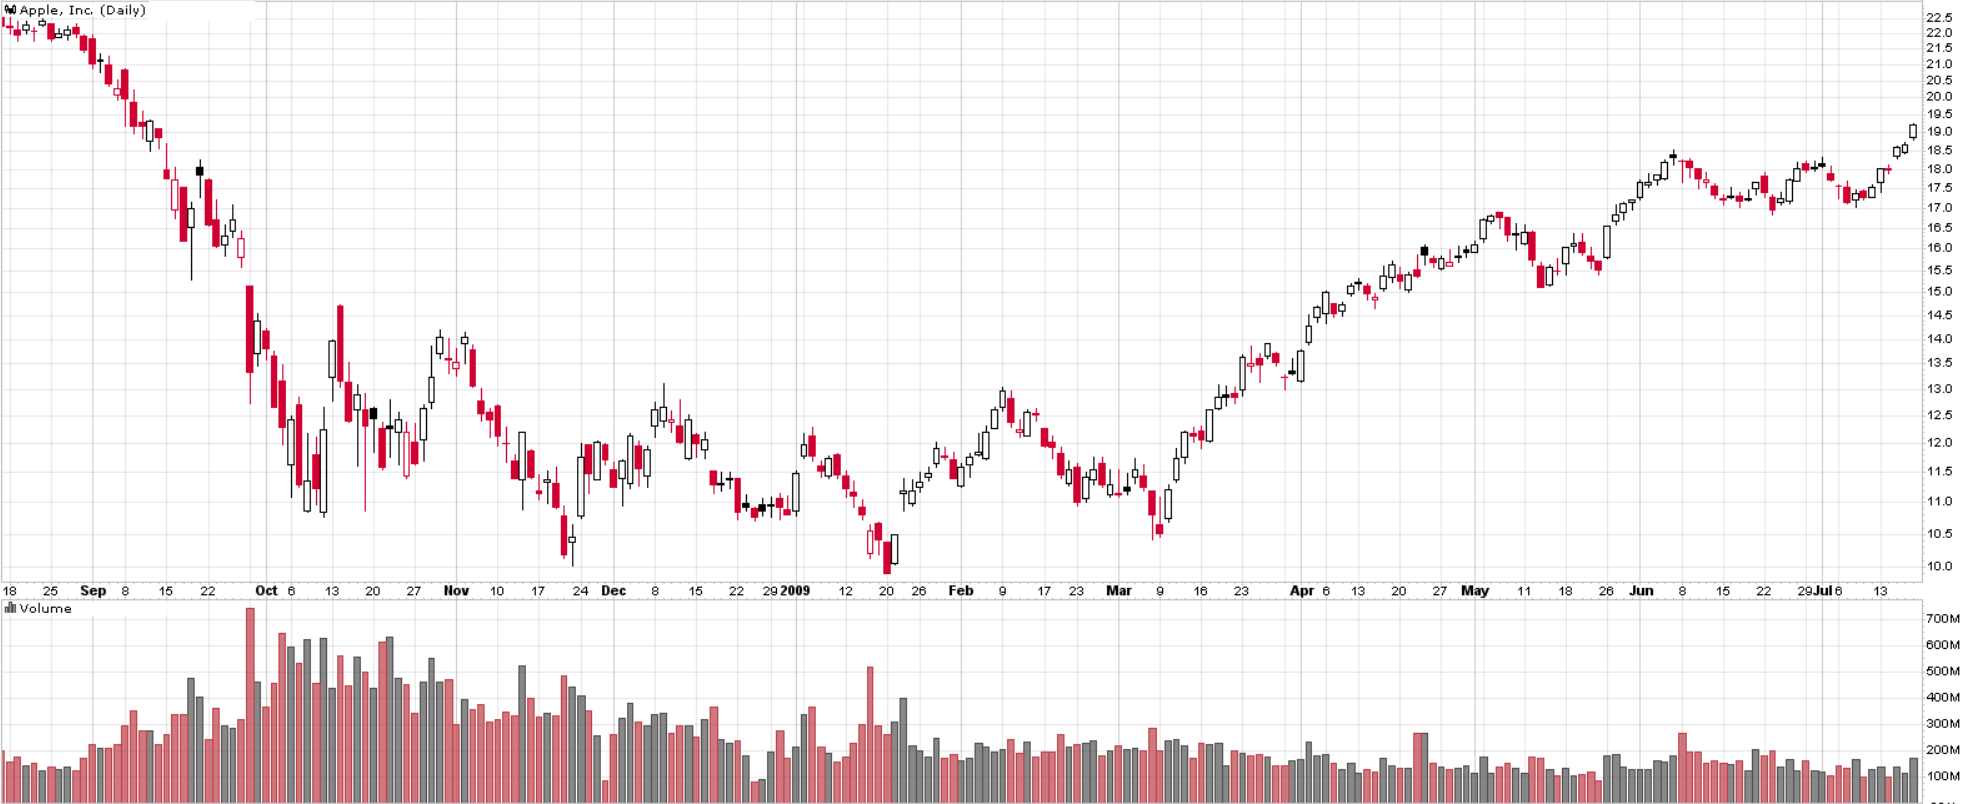 Apple, Inc. (Daily)
22.5
22.0
21.5
21.0
20.5
20.0
19.5
19.0
18.5
18.0
17.5
17.0
16.5
16.0
15.5
15.0
14.5
14.0
13.5
13.0
12.5
12.0
11.5
11.0
10.5
10.0
18 25 Sep 8 15 22 Oct 6 13 20 27 Nov 10 17 24 Dec 8 15 22 29 2009 12 20 26 Feb 9 17 23 Mar 9 16 23 Apr 6 13 20 27 May 11 18 26 Jun 8 15 22 29 Jul 6 13
Volume
700M
600M
500M
400M
300M
200M
100M